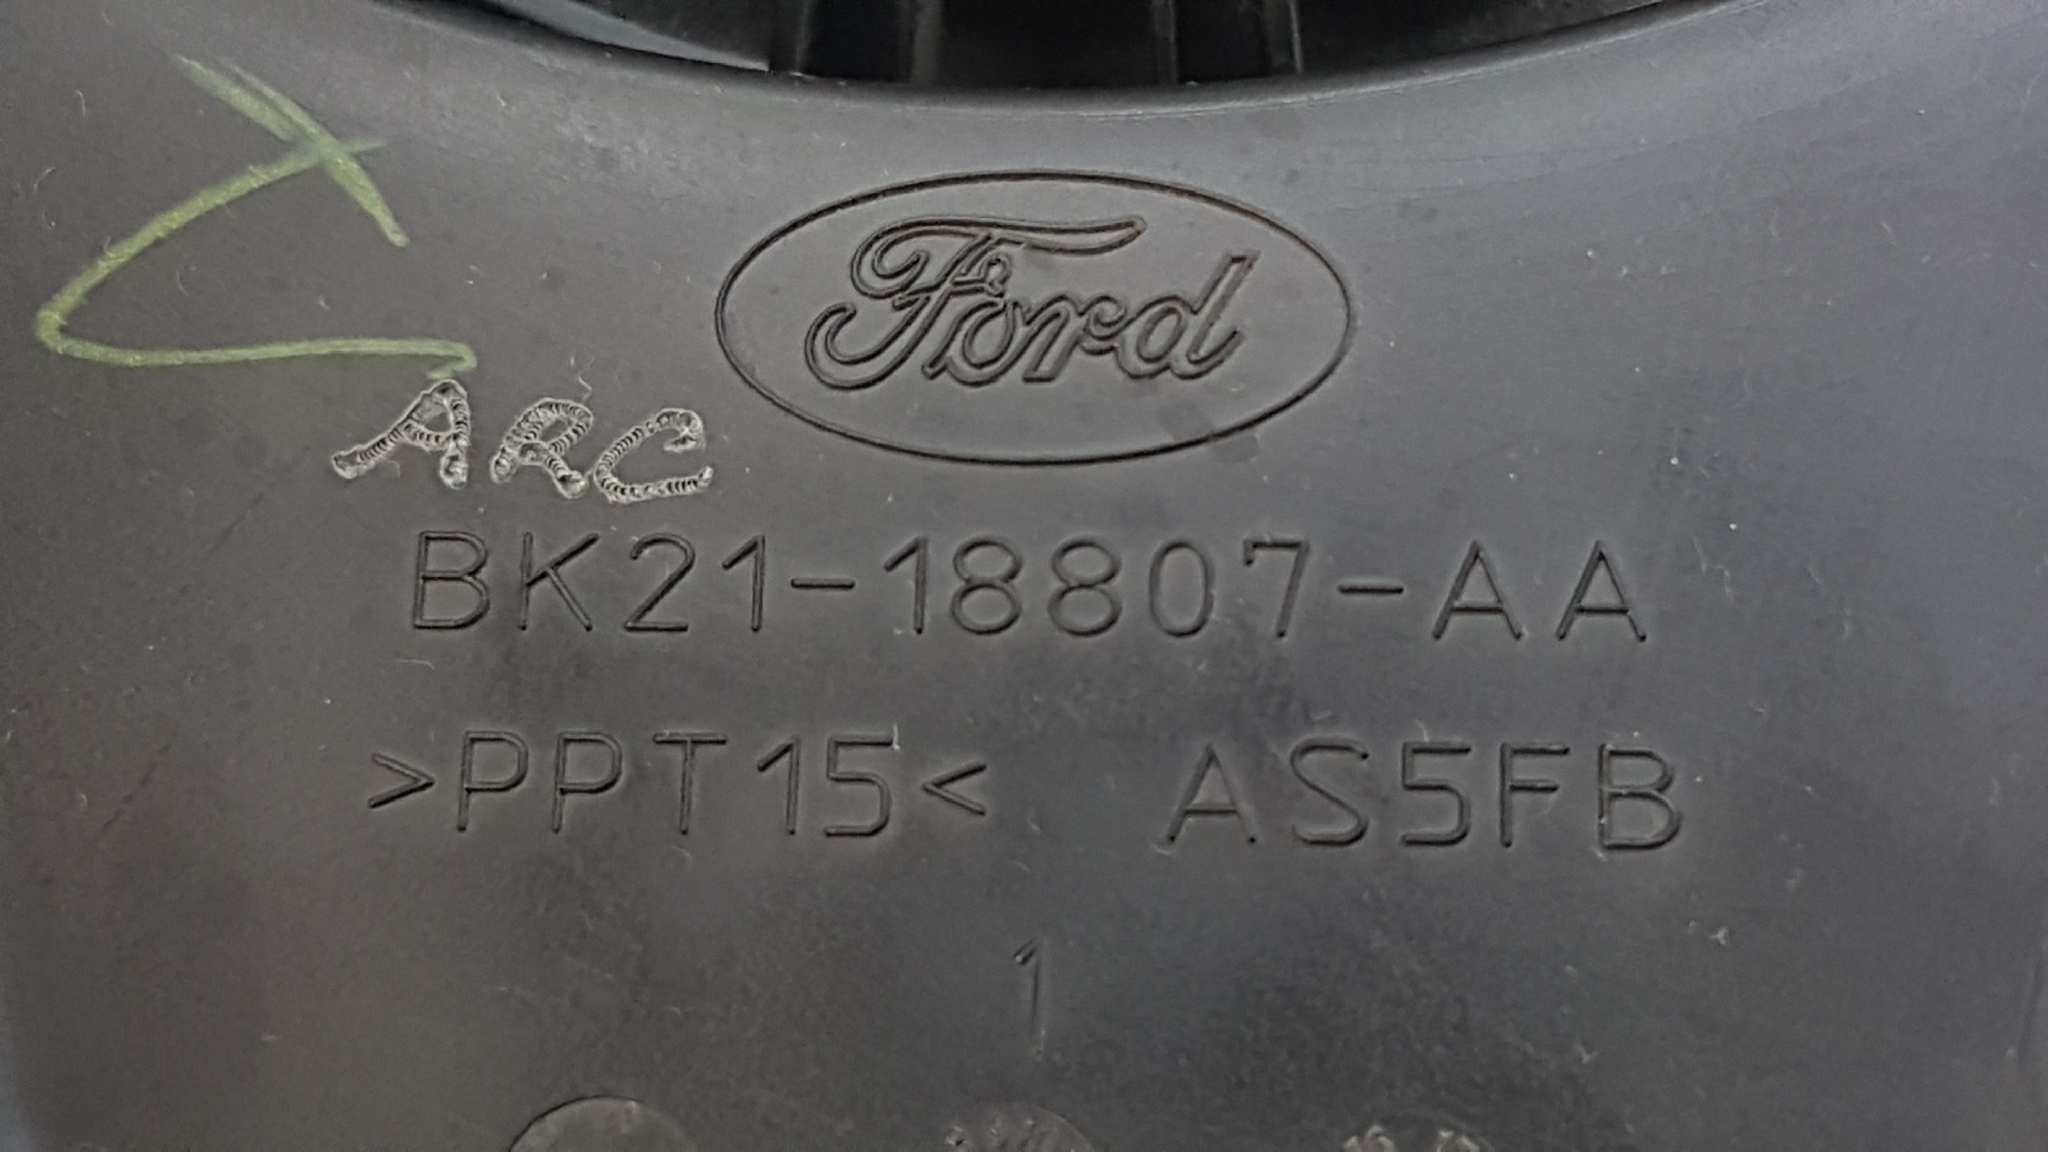 Ford
ARC
BK21-18807-AA
>PPT15< AS5FB
1